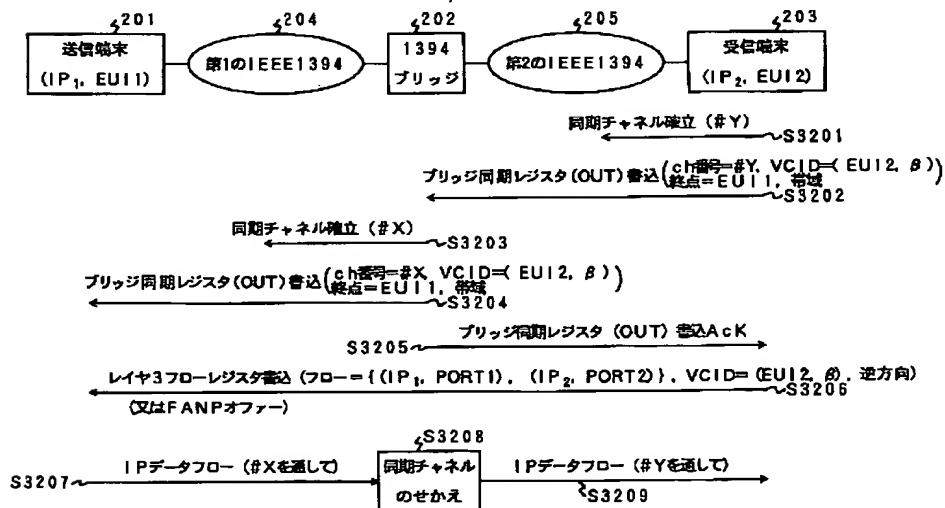 201
204
202
205
203
送信端末
(IP₁, EUI1)
第1のIEEE1394
1394
ブリッジ
第2のIEEE1394
受信端末
(IP₂, EUI2)
同期チャネル確立 (#Y)
S3201
ブリッジ同期レジスタ(OUT)書込(ch番号=#Y, VCID=(EUI2, β)
終点=EUI1, 帯域)
S3202
同期チャネル確立 (#X)
S3203
ブリッジ同期レジスタ(OUT)書込(ch番号=#X, VCID=(EUI2, β)
終点=EUI1, 帯域)
S3204
ブリッジ同期レジスタ (OUT) 書込AcK
S3205
レイヤ3フローレジスタ書込 (フロー={(IP₁, PORT1), (IP₂, PORT2)}, VCID=(EUI2, β), 逆方向)
S3206
(又はFANPオファー)
S3208
IPデータフロー (#Xを通して)
S3207
同期チャネル
のせかえ
IPデータフロー (#Yを通して)
S3209